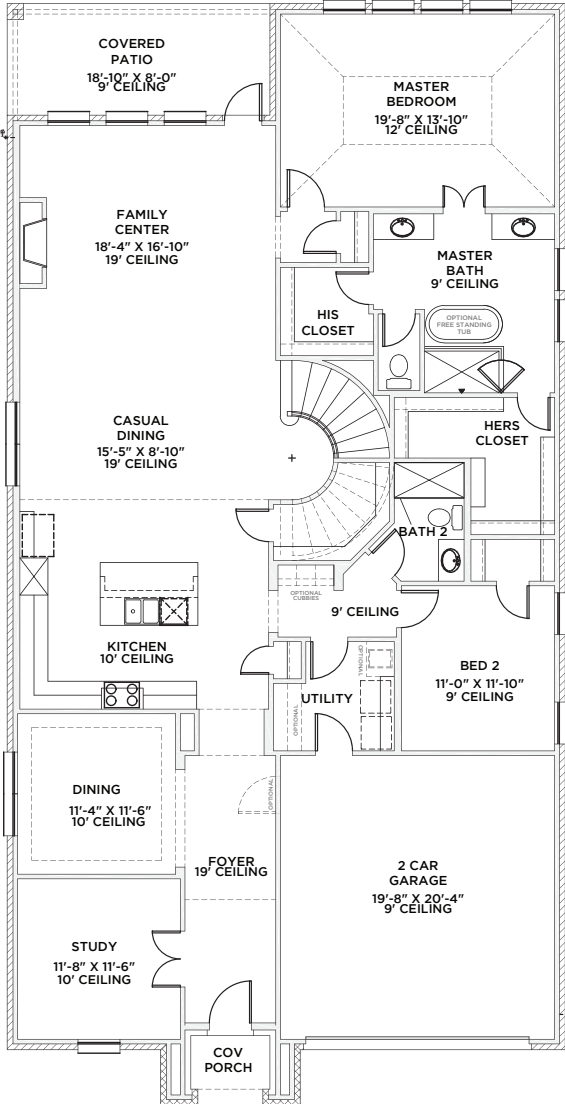 COVERED
PATIO
18'-10" X 8'-0"
9' CEILING
MASTER
BEDROOM
19'-8" X 13'-10"
12' CEILING
FAMILY
CENTER
18'-4" X 16'-10"
19' CEILING
MASTER
BATH
9' CEILING
HIS
CLOSET
OPTIONAL
FREE STANDING
TUB
CASUAL
DINING
15'-5" X 8'-10"
19' CEILING
HERS
CLOSET
BATH 2
OPTIONAL
CUBBIES
9' CEILING
KITCHEN
10' CEILING
OPTIONAL
BED 2
11'-0" X 11'-10"
9' CEILING
UTILITY
OPTIONAL
DINING
11'-4" X 11'-6"
10' CEILING
OPTIONAL
FOYER
19' CEILING
2 CAR
GARAGE
19'-8" X 20'-4"
9' CEILING
STUDY
11'-8" X 11'-6"
10' CEILING
COV
PORCH